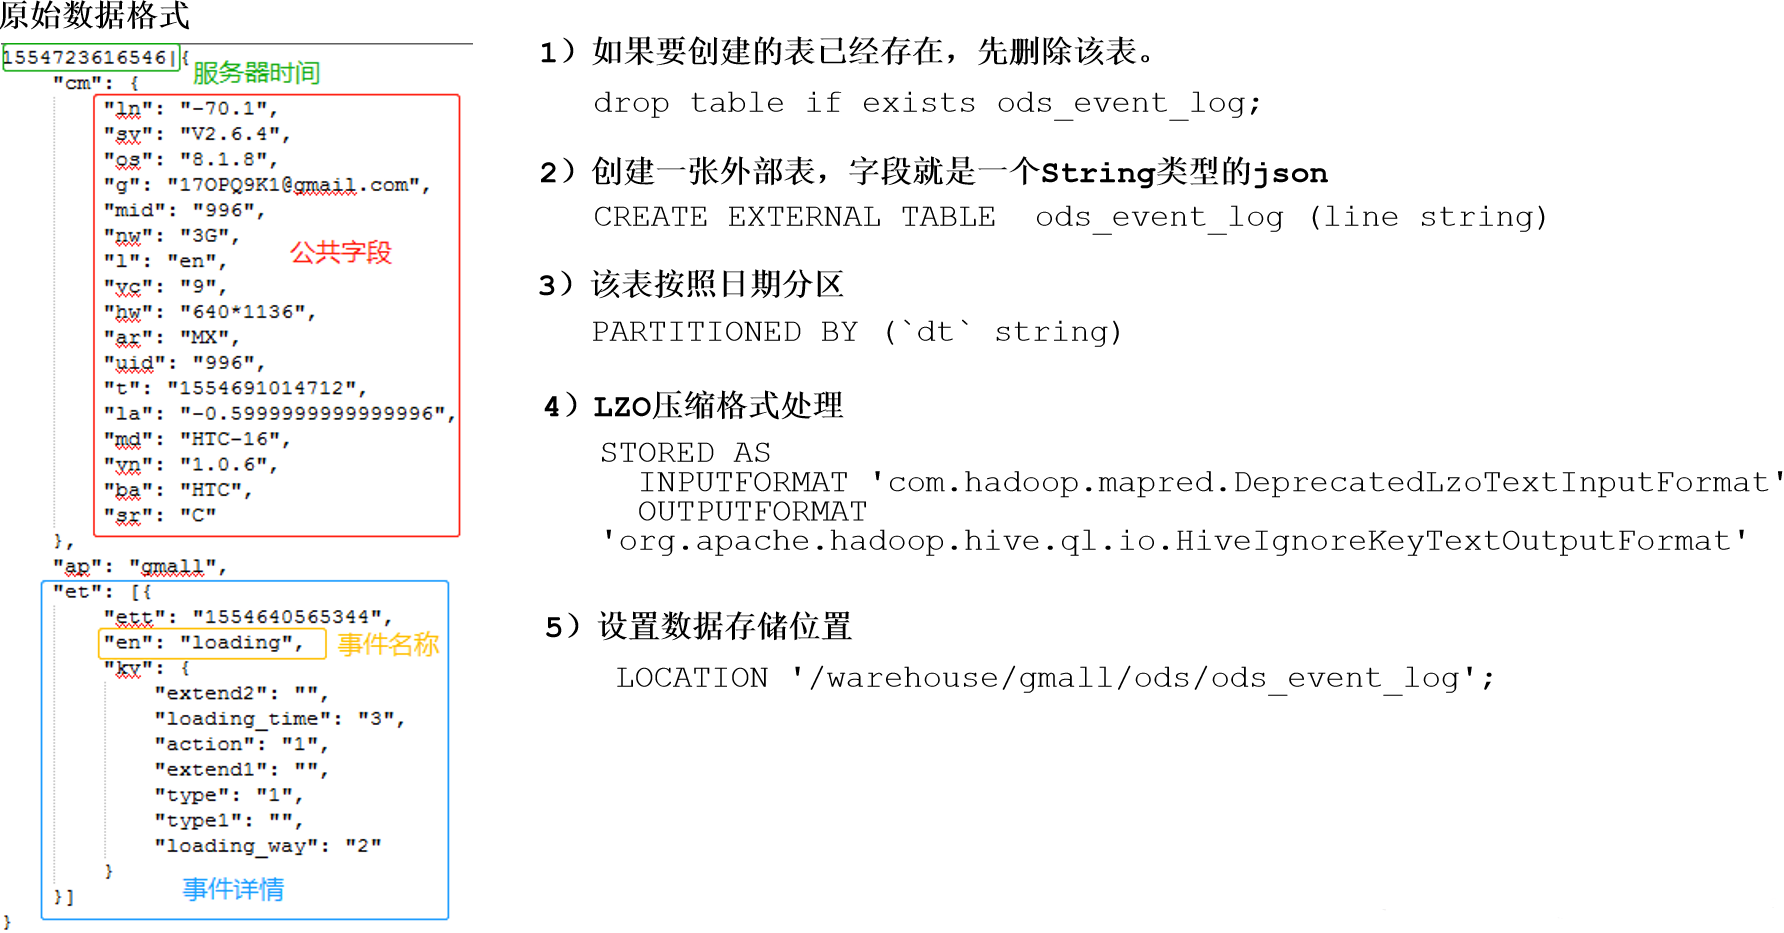 原始数据格式
1554723616546|{
服务器时间
"cm": {
"ln": "-70.1",
"sv": "V2.6.4",
"os": "8.1.8",
"g": "17OPQ9K1@gmail.com",
"mid": "996",
"nw": "3G",
公共字段
"l": "en",
"vc": "9",
"hw": "640*1136",
"ar": "MX",
"uid": "996",
"t": "1554691014712",
"la": "-0.5999999999999996",
"md": "HTC-16",
"vn": "1.0.6",
"ba": "HTC",
"sr": "C"
},
"ap": "gmall",
"et": [{
"ett": "1554640565344",
"en": "loading",
事件名称
"kv": {
"extend2": "",
"loading_time": "3",
"action": "1",
"extend1": "",
"type": "1",
"type1": "",
"loading_way": "2"
}
事件详情
}]
}
1）如果要创建的表已经存在，先删除该表。
drop table if exists ods_event_log;
2）创建一张外部表，字段就是一个String类型的json
CREATE EXTERNAL TABLE ods_event_log (line string)
3）该表按照日期分区
PARTITIONED BY (`dt` string)
4）LZO压缩格式处理
STORED AS
INPUTFORMAT 'com.hadoop.mapred.DeprecatedLzoTextInputFormat'
OUTPUTFORMAT
'org.apache.hadoop.hive.ql.io.HiveIgnoreKeyTextOutputFormat'
5）设置数据存储位置
LOCATION '/warehouse/gmall/ods/ods_event_log';